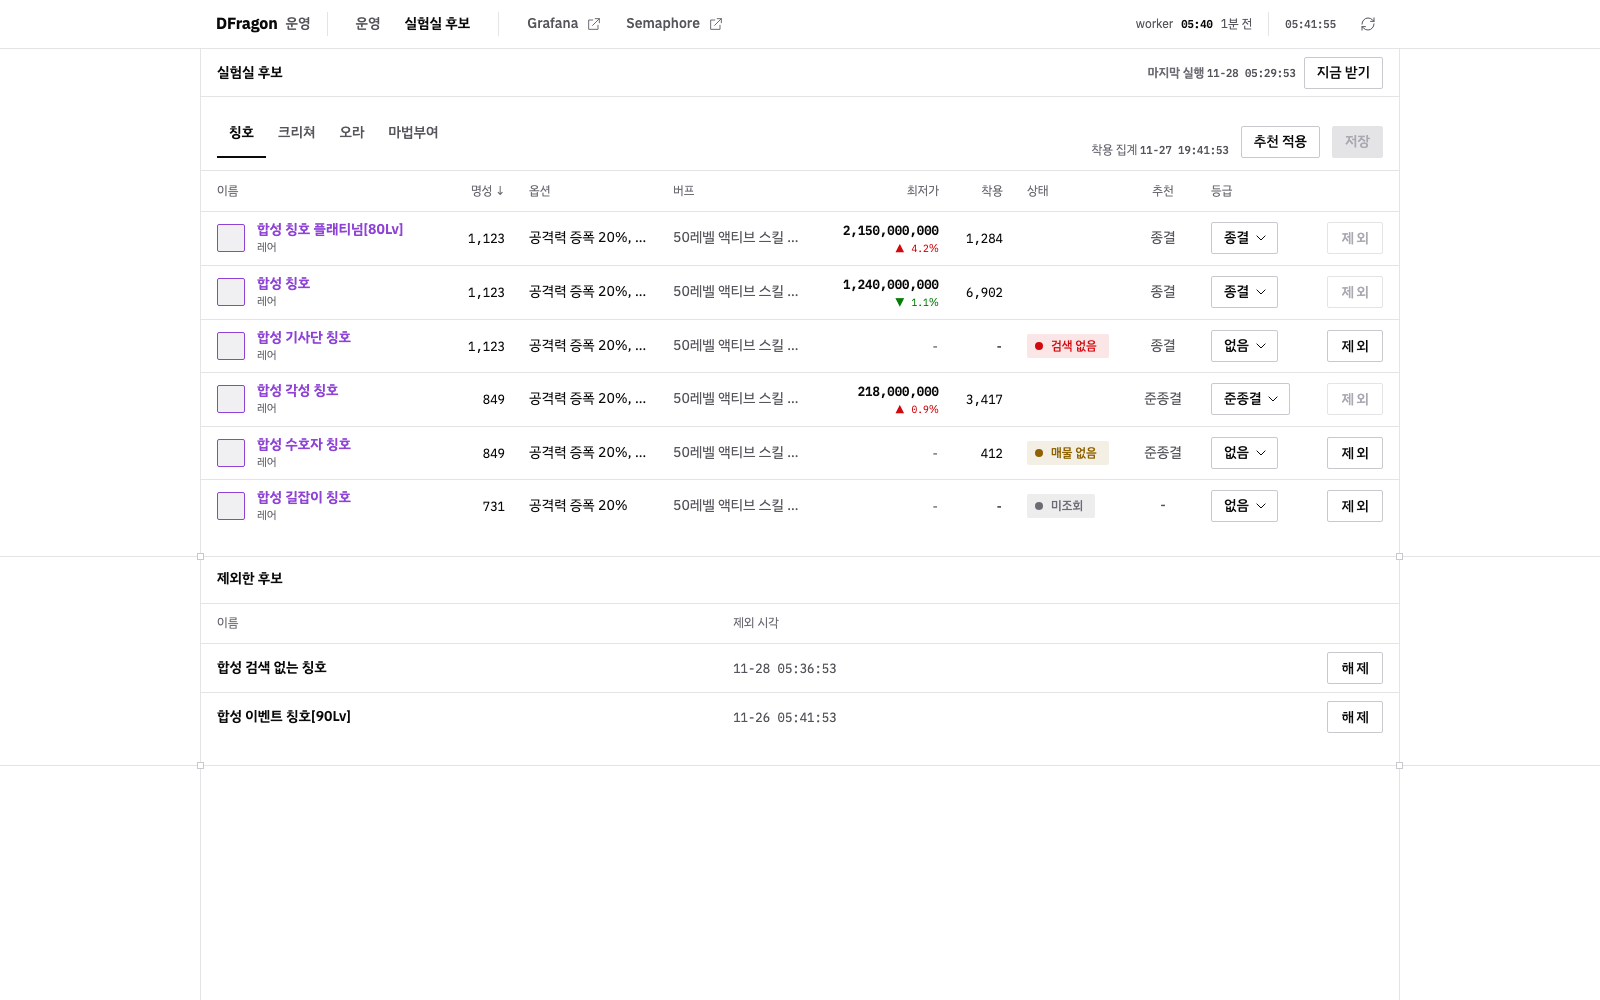 DFragon 운영 운영 실험실 후보 Grafana Semaphore worker 05:40 1분 전 05:41:55
실험실 후보 마지막 실행 11-28 05:29:53 지금 받기
칭호 크리쳐 오라 마법부여 착용 집계 11-27 19:41:53 추천 적용 저장
이름 명성 ↓ 옵션 버프 최저가 착용 상태 추천 등급
합성 칭호 플래티넘[80Lv] 1,123 공격력 증폭 20%, ... 50레벨 액티브 스킬 ... 2,150,000,000 1,284 종결 종결 제외
레어 ▲ 4.2%
합성 칭호 1,123 공격력 증폭 20%, ... 50레벨 액티브 스킬 ... 1,240,000,000 6,902 종결 종결 제외
레어 ▼ 1.1%
합성 기사단 칭호 1,123 공격력 증폭 20%, ... 50레벨 액티브 스킬 ... - - 검색 없음 종결 없음 제외
레어
합성 각성 칭호 849 공격력 증폭 20%, ... 50레벨 액티브 스킬 ... 218,000,000 3,417 준종결 준종결 제외
레어 ▲ 0.9%
합성 수호자 칭호 849 공격력 증폭 20%, ... 50레벨 액티브 스킬 ... - 412 매물 없음 준종결 없음 제외
레어
합성 길잡이 칭호 731 공격력 증폭 20% 50레벨 액티브 스킬 ... - - 미조회 - 없음 제외
레어
제외한 후보
이름 제외 시각
합성 검색 없는 칭호 11-28 05:36:53 해제
합성 이벤트 칭호[90Lv] 11-26 05:41:53 해제